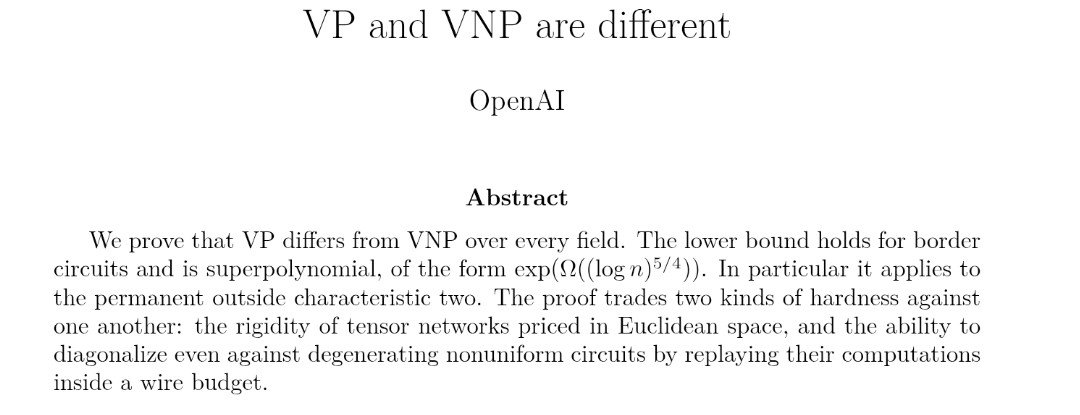 VP and VNP are different
OpenAI
Abstract
We prove that VP differs from VNP over every field. The lower bound holds for border
circuits and is superpolynomial, of the form exp(Ω((log n)^{5/4})). In particular it applies to
the permanent outside characteristic two. The proof trades two kinds of hardness against
one another: the rigidity of tensor networks priced in Euclidean space, and the ability to
diagonalize even against degenerating nonuniform circuits by replaying their computations
inside a wire budget.